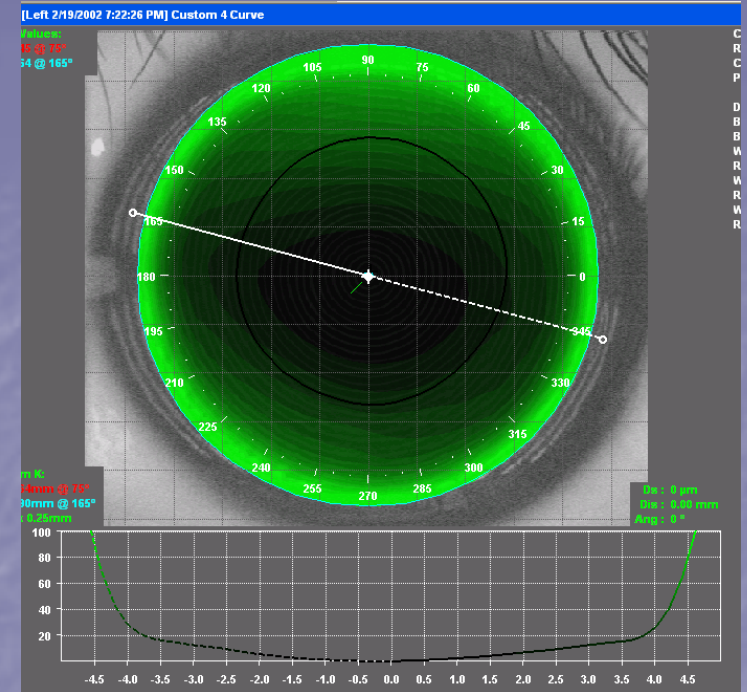 [Left 2/19/2002 7:22:26 PM] Custom 4 Curve
Values:
@ 75°
64 @ 165°
C
R
C
P
D
B
B
W
R
W
R
W
R
105 90 75
120 60
135 45
150 30
165 15
180 0
195 345
210 330
225 315
240 300
255 270 285
m K:
4mm @ 75°
90mm @ 165°
0.25mm
Ds : 0 µm
Dis : 0.00 mm
Ang : 0 °
100
80
60
40
20
-4.5 -4.0 -3.5 -3.0 -2.5 -2.0 -1.5 -1.0 -0.5 0.0 0.5 1.0 1.5 2.0 2.5 3.0 3.5 4.0 4.5